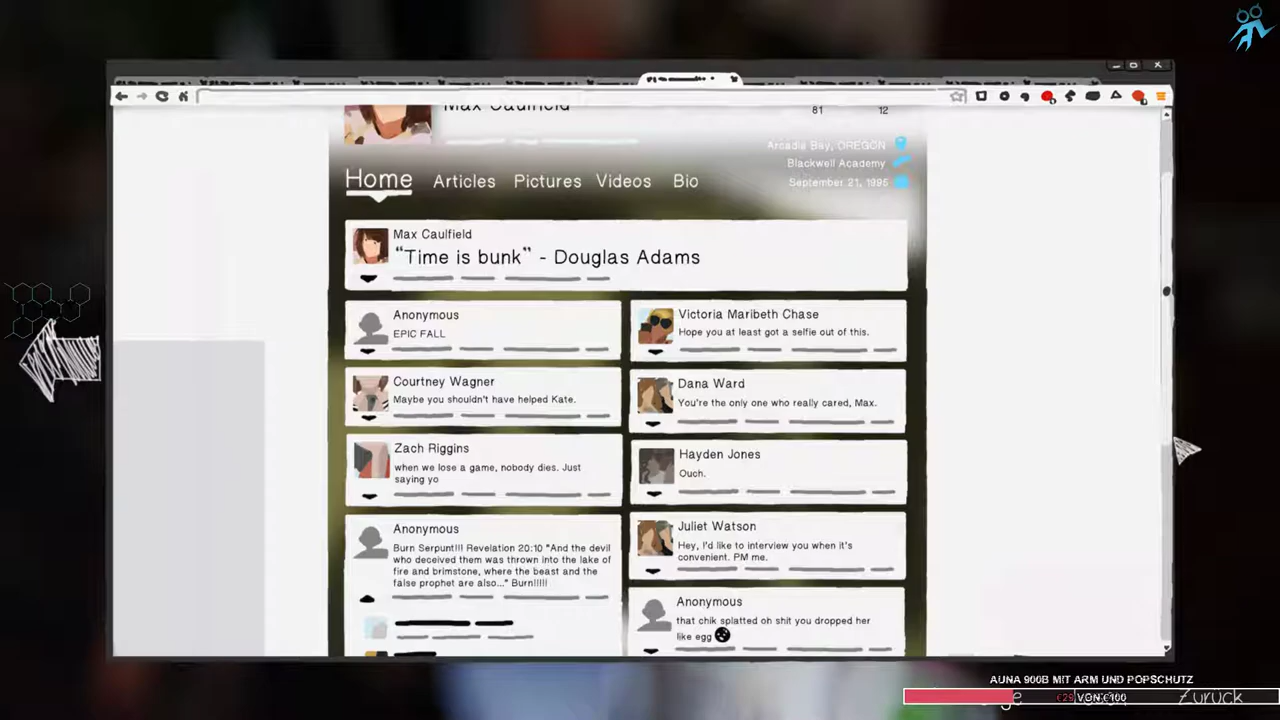 Max Caulfield
81 12
Arcadia Bay, OREGON
Blackwell Academy
September 21, 1995
Home Articles Pictures Videos Bio
Max Caulfield
“Time is bunk” - Douglas Adams
Anonymous
EPIC FALL
Courtney Wagner
Maybe you shouldn't have helped Kate.
Zach Riggins
when we lose a game, nobody dies. Just
saying yo
Anonymous
Burn Serpunt!!! Revelation 20:10 "And the devil
who deceived them was thrown into the lake of
fire and brimstone, where the beast and the
false prophet are also..." Burn!!!!!
Victoria Maribeth Chase
Hope you at least got a selfie out of this.
Dana Ward
You're the only one who really cared, Max.
Hayden Jones
Ouch.
Juliet Watson
Hey, I'd like to interview you when it's
convenient. PM me.
Anonymous
that chik splatted oh shit you dropped her
like egg
AUNA 900B MIT ARM UND POPSCHUTZ
€29 VON €100
Zurück